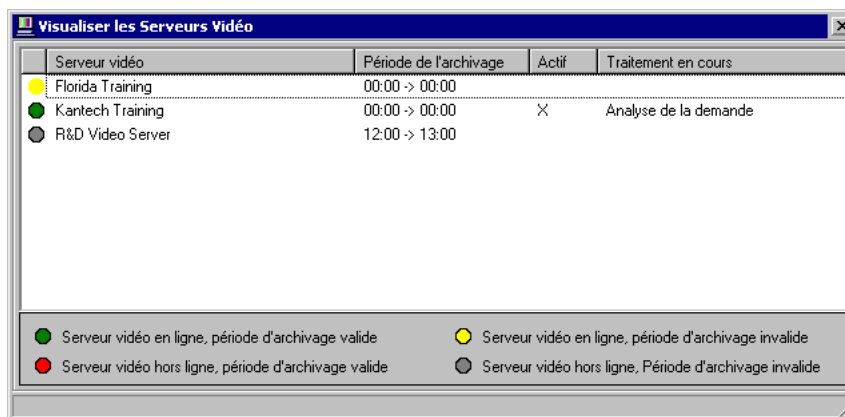 Visualiser les Serveurs Vidéo
Serveur vidéo Période de l'archivage Actif Traitement en cours
Florida Training 00:00 -> 00:00
Kantech Training 00:00 -> 00:00 X Analyse de la demande
R&D Video Server 12:00 -> 13:00
Serveur vidéo en ligne, période d'archivage valide Serveur vidéo en ligne, période d'archivage invalide
Serveur vidéo hors ligne, période d'archivage valide Serveur vidéo hors ligne, Période d'archivage invalide